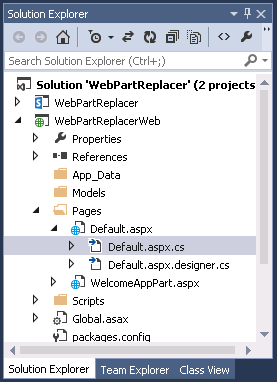 Solution Explorer
Search Solution Explorer (Ctrl+;)
Solution 'WebPartReplacer' (2 projects
WebPartReplacer
WebPartReplacerWeb
Properties
References
App_Data
Models
Pages
Default.aspx
Default.aspx.cs
Default.aspx.designer.cs
WelcomeAppPart.aspx
Scripts
Global.asax
packages.config
Solution Explorer Team Explorer Class View